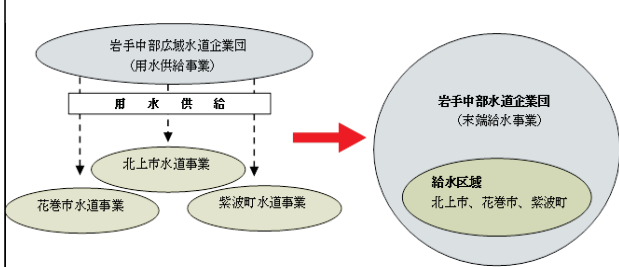 岩手中部広域水道企業団
（用水供給事業）
用水供給
北上市水道事業
花巻市水道事業
紫波町水道事業
岩手中部水道企業団
（末端給水事業）
給水区域
北上市、花巻市、紫波町